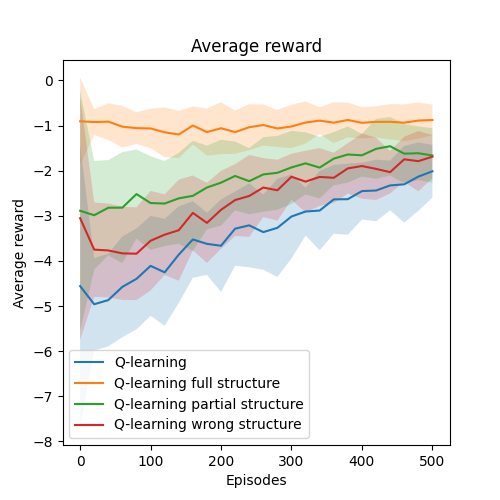 Average reward
Average reward
0
−1
−2
−3
−4
−5
−6
−7
−8
Q-learning
Q-learning full structure
Q-learning partial structure
Q-learning wrong structure
0 100 200 300 400 500
Episodes